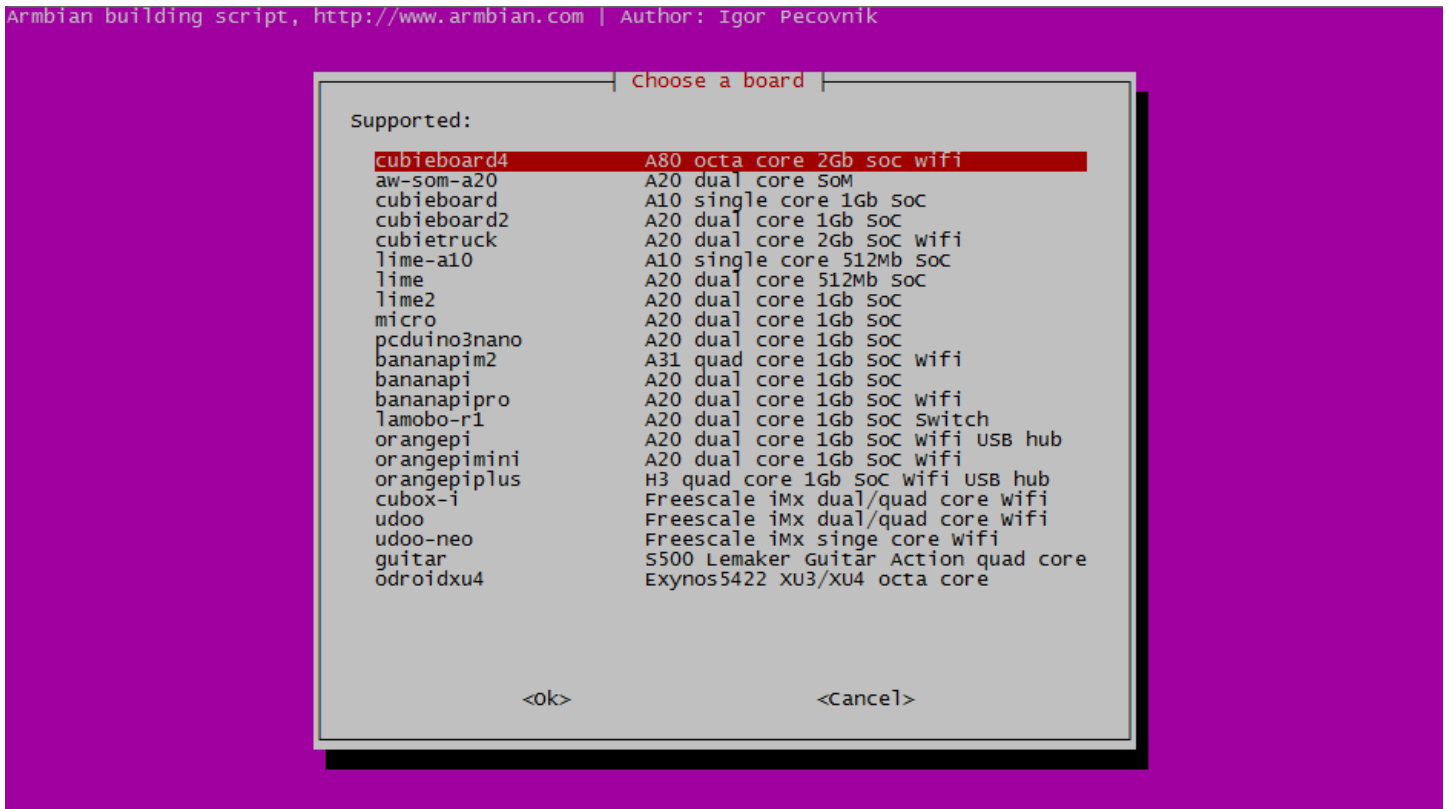 Armbian building script, http://www.armbian.com | Author: Igor Pecovnik
Choose a board
Supported:
cubieboard4 A80 octa core 2Gb soc wifi
aw-som-a20 A20 dual core SoM
cubieboard A10 single core 1Gb SoC
cubieboard2 A20 dual core 1Gb SoC
cubietruck A20 dual core 2Gb SoC Wifi
lime-a10 A10 single core 512Mb SoC
lime A20 dual core 512Mb SoC
lime2 A20 dual core 1Gb SoC
micro A20 dual core 1Gb SoC
pcduino3nano A20 dual core 1Gb SoC
bananapim2 A31 quad core 1Gb SoC Wifi
bananapi A20 dual core 1Gb SoC
bananapipro A20 dual core 1Gb SoC Wifi
lamobo-r1 A20 dual core 1Gb SoC Switch
orangepi A20 dual core 1Gb SoC Wifi USB hub
orangepimini A20 dual core 1Gb SoC Wifi
orangepiplus H3 quad core 1Gb SoC Wifi USB hub
cubox-i Freescale iMx dual/quad core Wifi
udoo Freescale iMx dual/quad core Wifi
udoo-neo Freescale iMx singe core Wifi
guitar S500 Lemaker Guitar Action quad core
odroidxu4 Exynos5422 XU3/XU4 octa core
<Ok> <Cancel>